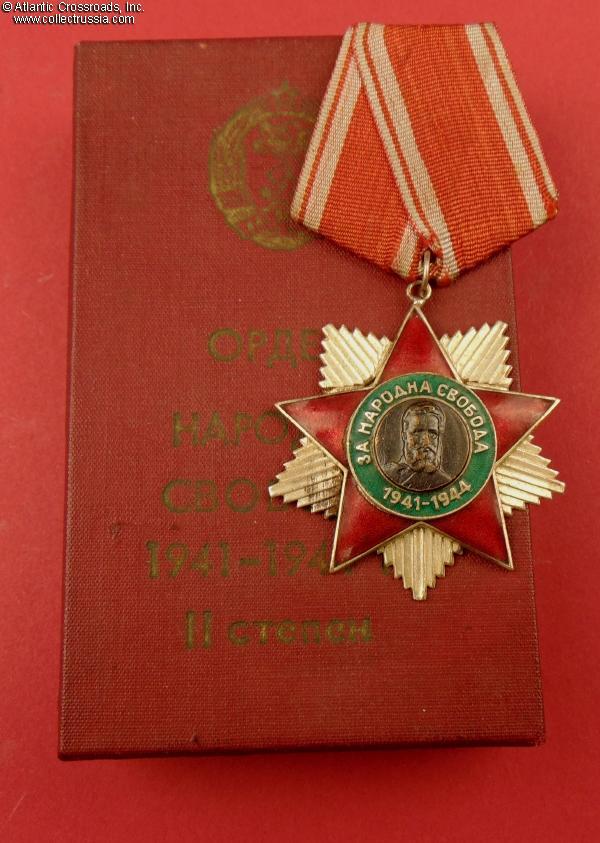 © Atlantic Crossroads, Inc.
www.collectrussia.com
ЗА НАРОДНА СВОБОДА
1941-1944
ОРДЕ
НАРО
СВОБ
1941-194
II степен